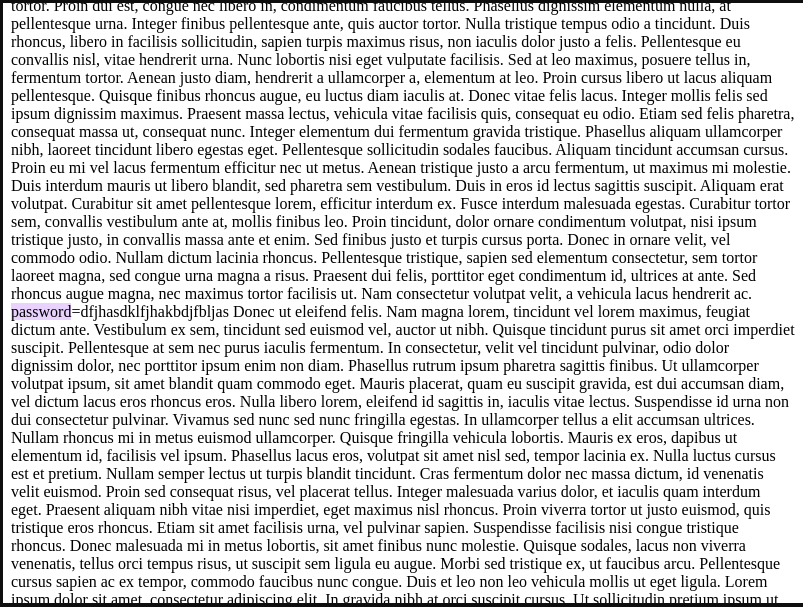 tortor. Proin dui est, congue nec libero in, condimentum faucibus tellus. Phasellus dignissim elementum nulla, at
pellentesque urna. Integer finibus pellentesque ante, quis auctor tortor. Nulla tristique tempus odio a tincidunt. Duis
rhoncus, libero in facilisis sollicitudin, sapien turpis maximus risus, non iaculis dolor justo a felis. Pellentesque eu
convallis nisl, vitae hendrerit urna. Nunc lobortis nisi eget vulputate facilisis. Sed at leo maximus, posuere tellus in,
fermentum tortor. Aenean justo diam, hendrerit a ullamcorper a, elementum at leo. Proin cursus libero ut lacus aliquam
pellentesque. Quisque finibus rhoncus augue, eu luctus diam iaculis at. Donec vitae felis lacus. Integer mollis felis sed
ipsum dignissim maximus. Praesent massa lectus, vehicula vitae facilisis quis, consequat eu odio. Etiam sed felis pharetra,
consequat massa ut, consequat nunc. Integer elementum dui fermentum gravida tristique. Phasellus aliquam ullamcorper
nibh, laoreet tincidunt libero egestas eget. Pellentesque sollicitudin sodales faucibus. Aliquam tincidunt accumsan cursus.
Proin eu mi vel lacus fermentum efficitur nec ut metus. Aenean tristique justo a arcu fermentum, ut maximus mi molestie.
Duis interdum mauris ut libero blandit, sed pharetra sem vestibulum. Duis in eros id lectus sagittis suscipit. Aliquam erat
volutpat. Curabitur sit amet pellentesque lorem, efficitur interdum ex. Fusce interdum malesuada egestas. Curabitur tortor
sem, convallis vestibulum ante at, mollis finibus leo. Proin tincidunt, dolor ornare condimentum volutpat, nisi ipsum
tristique justo, in convallis massa ante et enim. Sed finibus justo et turpis cursus porta. Donec in ornare velit, vel
commodo odio. Nullam dictum lacinia rhoncus. Pellentesque tristique, sapien sed elementum consectetur, sem tortor
laoreet magna, sed congue urna magna a risus. Praesent dui felis, porttitor eget condimentum id, ultrices at ante. Sed
rhoncus augue magna, nec maximus tortor facilisis ut. Nam consectetur volutpat velit, a vehicula lacus hendrerit ac.
password=dfjhasdklfjhakbdjfbljas Donec ut eleifend felis. Nam magna lorem, tincidunt vel lorem maximus, feugiat
dictum ante. Vestibulum ex sem, tincidunt sed euismod vel, auctor ut nibh. Quisque tincidunt purus sit amet orci imperdiet
suscipit. Pellentesque at sem nec purus iaculis fermentum. In consectetur, velit vel tincidunt pulvinar, odio dolor
dignissim dolor, nec porttitor ipsum enim non diam. Phasellus rutrum ipsum pharetra sagittis finibus. Ut ullamcorper
volutpat ipsum, sit amet blandit quam commodo eget. Mauris placerat, quam eu suscipit gravida, est dui accumsan diam,
vel dictum lacus eros rhoncus eros. Nulla libero lorem, eleifend id sagittis in, iaculis vitae lectus. Suspendisse id urna non
dui consectetur pulvinar. Vivamus sed nunc sed nunc fringilla egestas. In ullamcorper tellus a elit accumsan ultrices.
Nullam rhoncus mi in metus euismod ullamcorper. Quisque fringilla vehicula lobortis. Mauris ex eros, dapibus ut
elementum id, facilisis vel ipsum. Phasellus lacus eros, volutpat sit amet nisl sed, tempor lacinia ex. Nulla luctus cursus
est et pretium. Nullam semper lectus ut turpis blandit tincidunt. Cras fermentum dolor nec massa dictum, id venenatis
velit euismod. Proin sed consequat risus, vel placerat tellus. Integer malesuada varius dolor, et iaculis quam interdum
eget. Praesent aliquam nibh vitae nisi imperdiet, eget maximus nisl rhoncus. Proin viverra tortor ut justo euismod, quis
tristique eros rhoncus. Etiam sit amet facilisis urna, vel pulvinar sapien. Suspendisse facilisis nisi congue tristique
rhoncus. Donec malesuada mi in metus lobortis, sit amet finibus nunc molestie. Quisque sodales, lacus non viverra
venenatis, tellus orci tempus risus, ut suscipit sem ligula eu augue. Morbi sed tristique ex, ut faucibus arcu. Pellentesque
cursus sapien ac ex tempor, commodo faucibus nunc congue. Duis et leo non leo vehicula mollis ut eget ligula. Lorem
ipsum dolor sit amet, consectetur adipiscing elit. In gravida nibh at orci suscipit cursus. Ut sollicitudin pretium ipsum ut